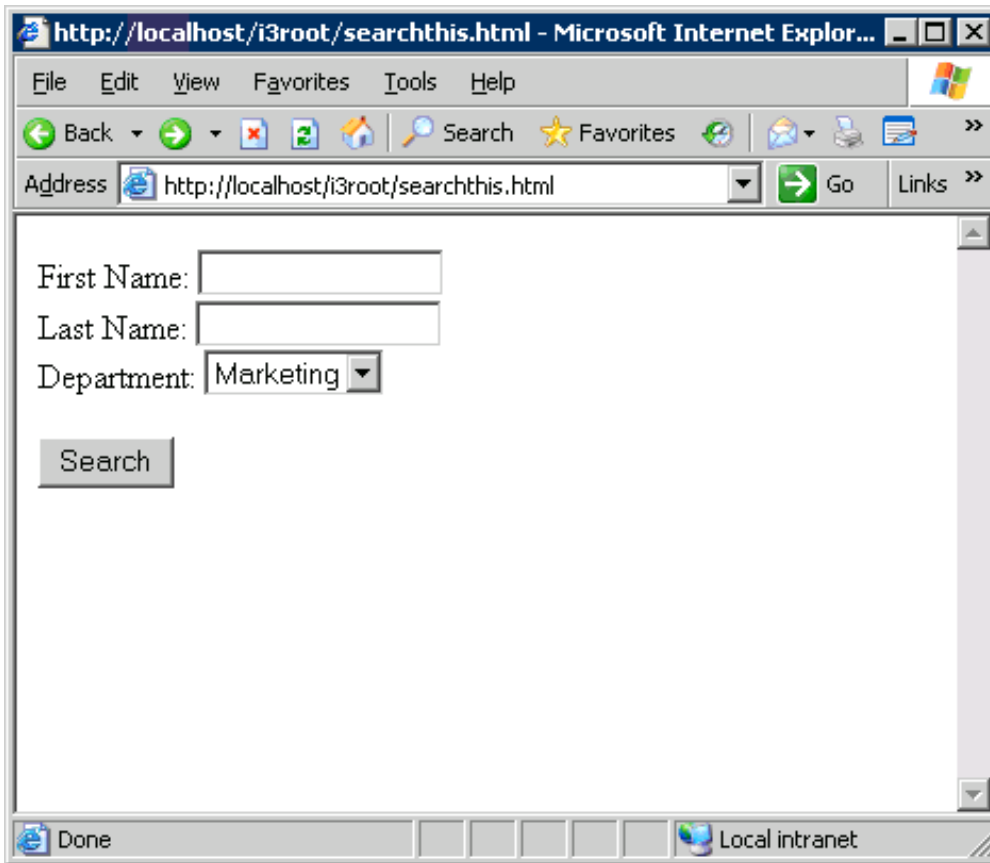 http://localhost/i3root/searchthis.html - Microsoft Internet Explor...
File Edit View Favorites Tools Help
Back Search Favorites »
Address http://localhost/i3root/searchthis.html Go Links »
First Name:
Last Name:
Department: Marketing
Search
Done Local intranet